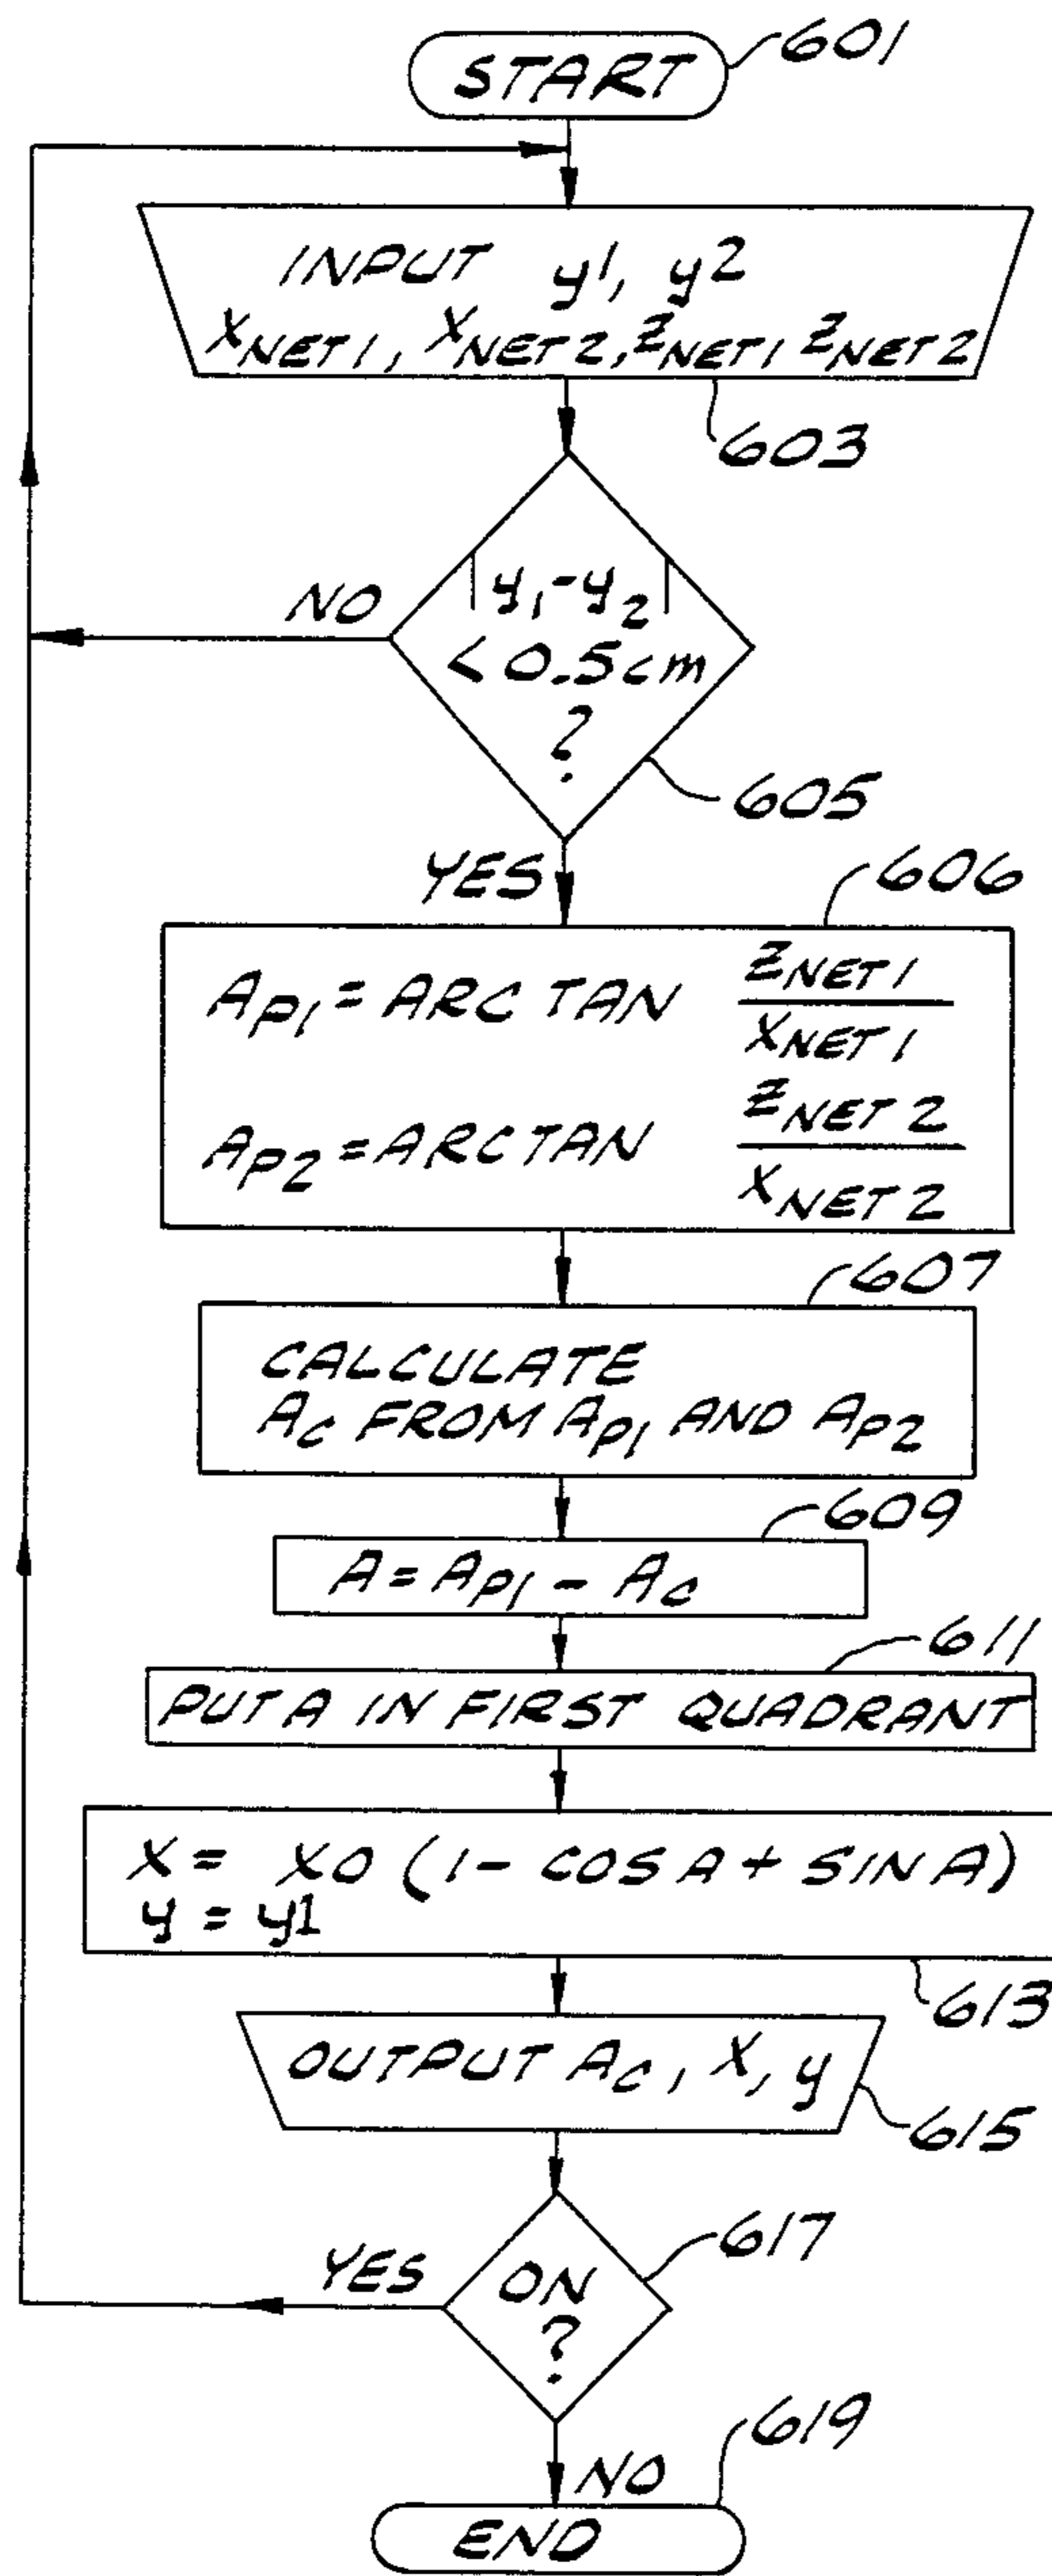 START
601
INPUT y1, y2
XNET1, XNET2, ZNET1 ZNET2
603
|y1-y2|
< 0.5cm
?
NO
605
YES
606
AP1 = ARC TAN ZNET1
XNET1
AP2 = ARCTAN ZNET2
XNET2
607
CALCULATE
AC FROM AP1 AND AP2
609
A = AP1 - AC
611
PUT A IN FIRST QUADRANT
X = XO (1 - COS A + SIN A)
y = y1
613
OUTPUT AC, X, y
615
617
YES
ON
?
619
NO
END